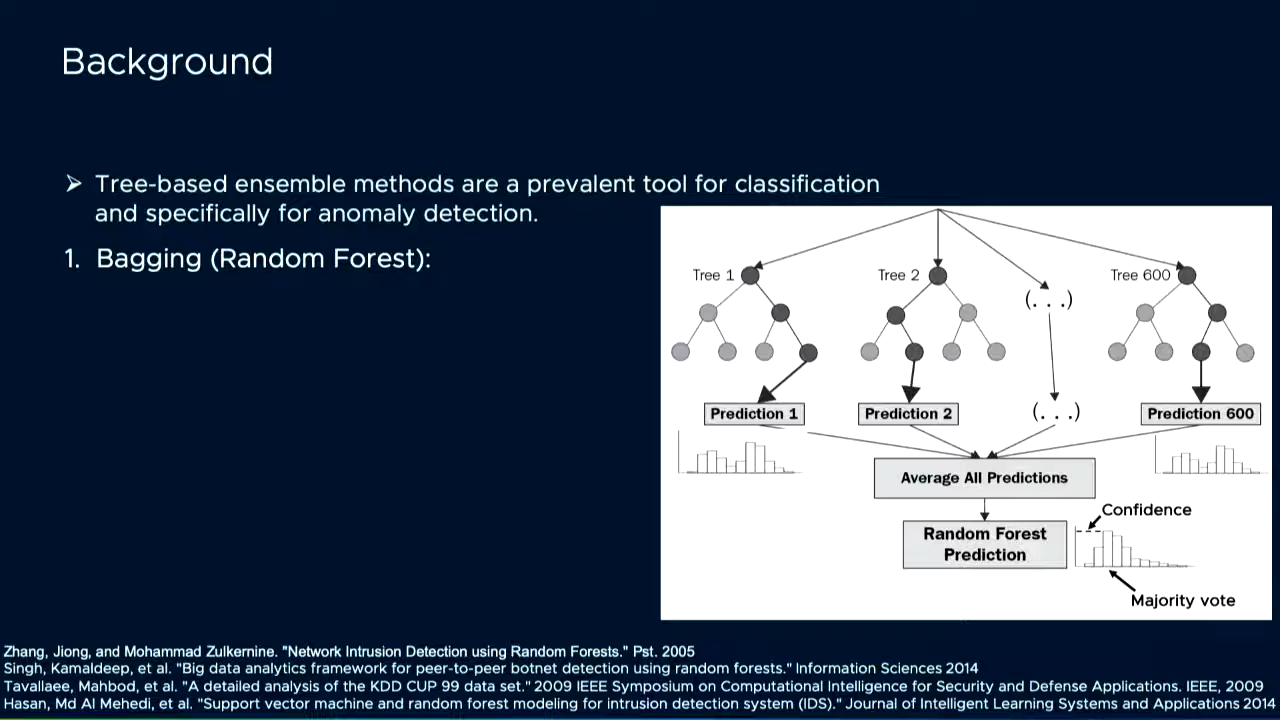 Background
➢ Tree-based ensemble methods are a prevalent tool for classification
and specifically for anomaly detection.
1. Bagging (Random Forest):
Tree 1
Tree 2
(. . .)
Tree 600
Prediction 1
Prediction 2
(. . .)
Prediction 600
Average All Predictions
Confidence
Random Forest
Prediction
Majority vote
Zhang, Jiong, and Mohammad Zulkernine. "Network Intrusion Detection using Random Forests." Pst. 2005
Singh, Kamaldeep, et al. "Big data analytics framework for peer-to-peer botnet detection using random forests." Information Sciences 2014
Tavallaee, Mahbod, et al. "A detailed analysis of the KDD CUP 99 data set." 2009 IEEE Symposium on Computational Intelligence for Security and Defense Applications. IEEE, 2009
Hasan, Md Al Mehedi, et al. "Support vector machine and random forest modeling for intrusion detection system (IDS)." Journal of Intelligent Learning Systems and Applications 2014